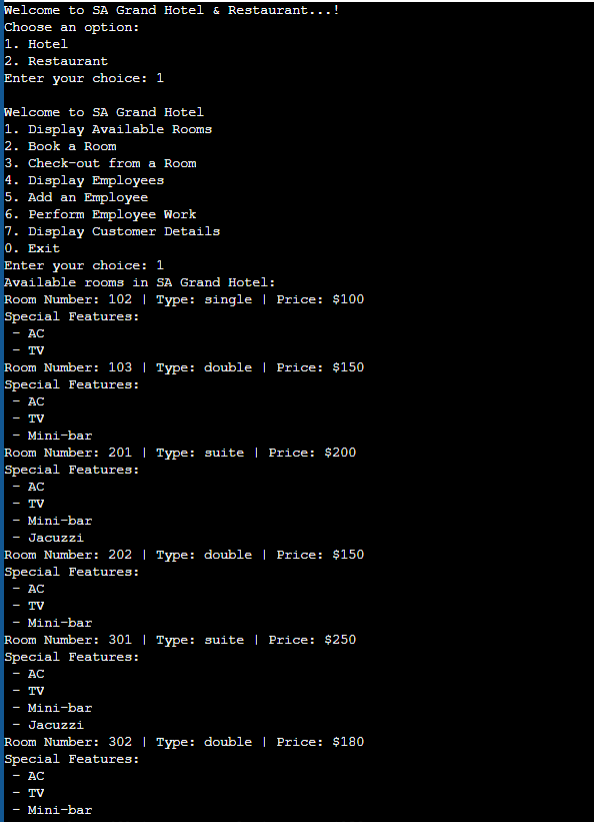 Welcome to SA Grand Hotel & Restaurant...!
Choose an option:
1. Hotel
2. Restaurant
Enter your choice: 1

Welcome to SA Grand Hotel
1. Display Available Rooms
2. Book a Room
3. Check-out from a Room
4. Display Employees
5. Add an Employee
6. Perform Employee Work
7. Display Customer Details
0. Exit
Enter your choice: 1
Available rooms in SA Grand Hotel:
Room Number: 102 | Type: single | Price: $100
Special Features:
 - AC
 - TV
Room Number: 103 | Type: double | Price: $150
Special Features:
 - AC
 - TV
 - Mini-bar
Room Number: 201 | Type: suite | Price: $200
Special Features:
 - AC
 - TV
 - Mini-bar
 - Jacuzzi
Room Number: 202 | Type: double | Price: $150
Special Features:
 - AC
 - TV
 - Mini-bar
Room Number: 301 | Type: suite | Price: $250
Special Features:
 - AC
 - TV
 - Mini-bar
 - Jacuzzi
Room Number: 302 | Type: double | Price: $180
Special Features:
 - AC
 - TV
 - Mini-bar